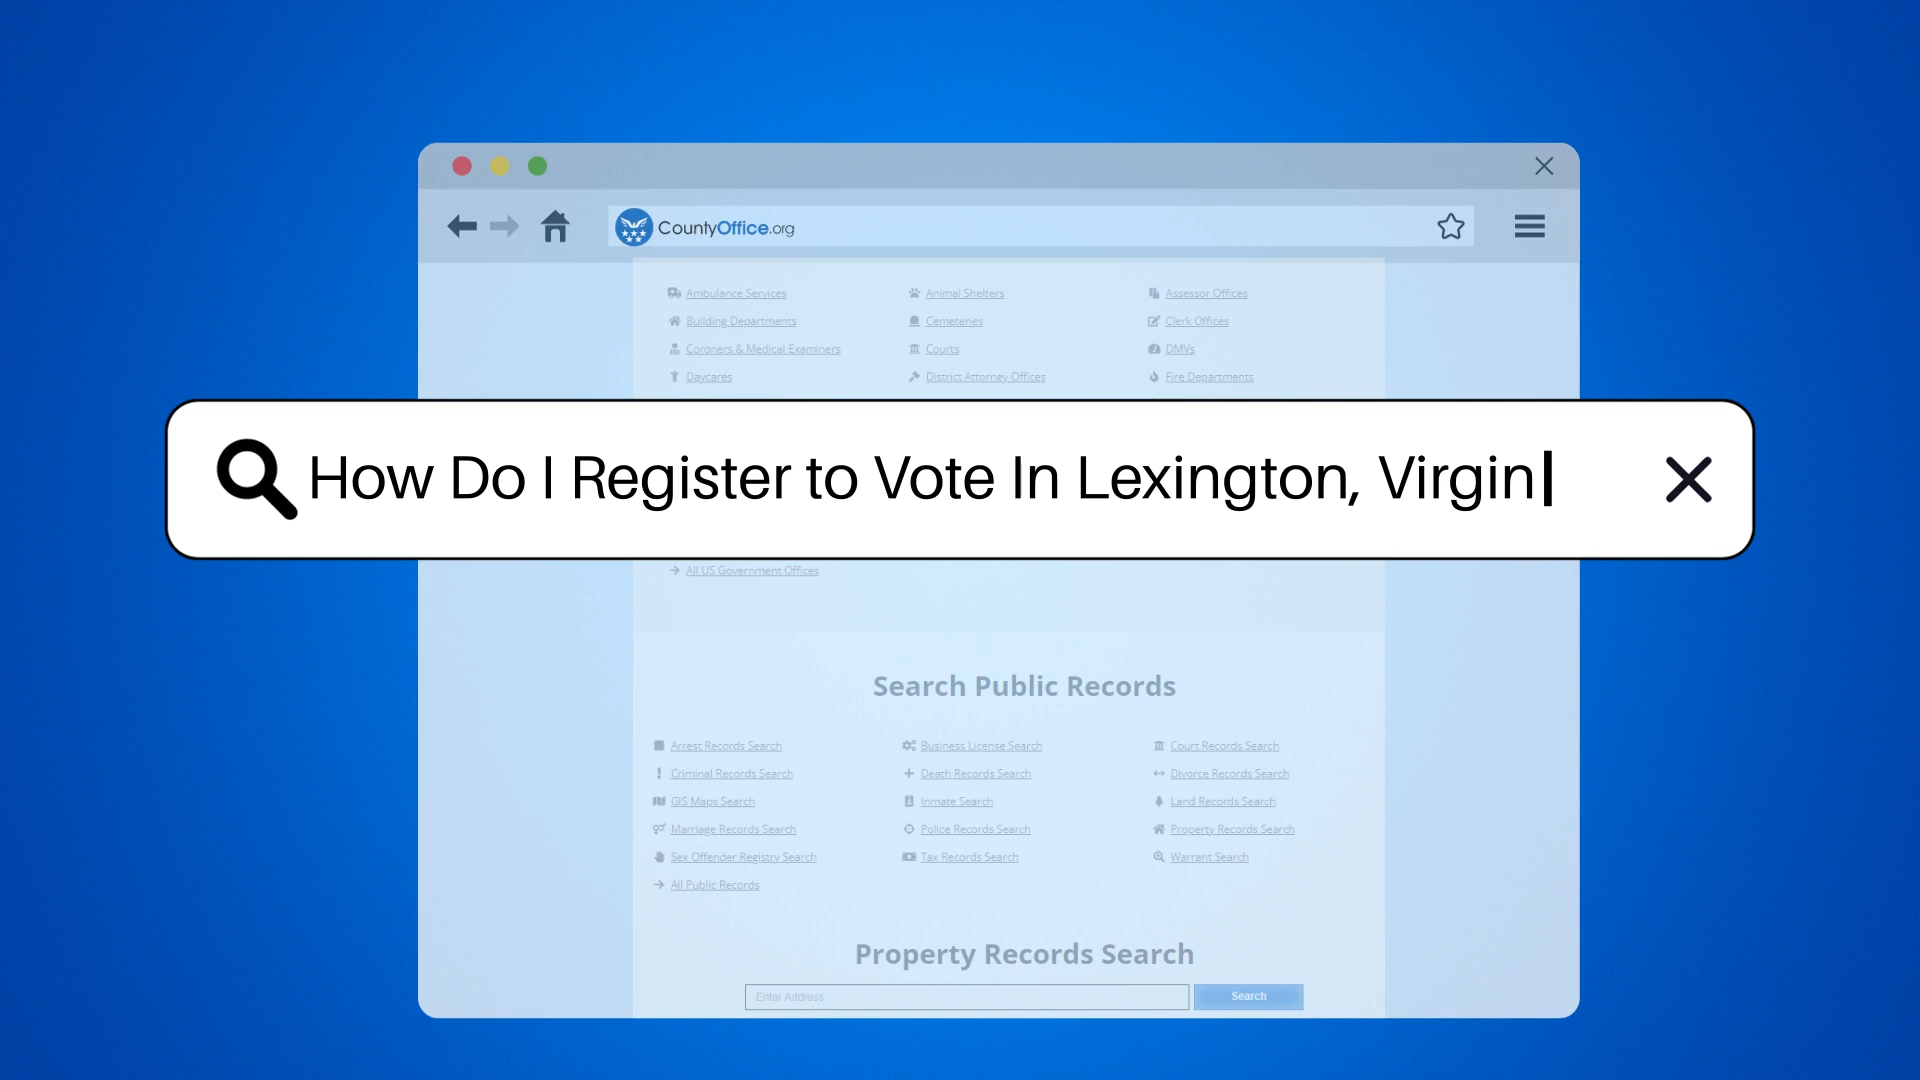 CountyOffice.org
Ambulance Services Animal Shelters Assessor Offices
Building Departments Cemeteries Clerk Offices
Coroners & Medical Examiners Courts DMVs
Daycares District Attorney Offices Fire Departments
How Do I Register to Vote In Lexington, Virgin
All US Government Offices
Search Public Records
Arrest Records Search Business License Search Court Records Search
Criminal Records Search Death Records Search Divorce Records Search
GIS Maps Search Inmate Search Land Records Search
Marriage Records Search Police Records Search Property Records Search
Sex Offender Registry Search Tax Records Search Warrant Search
All Public Records
Property Records Search
Enter Address Search